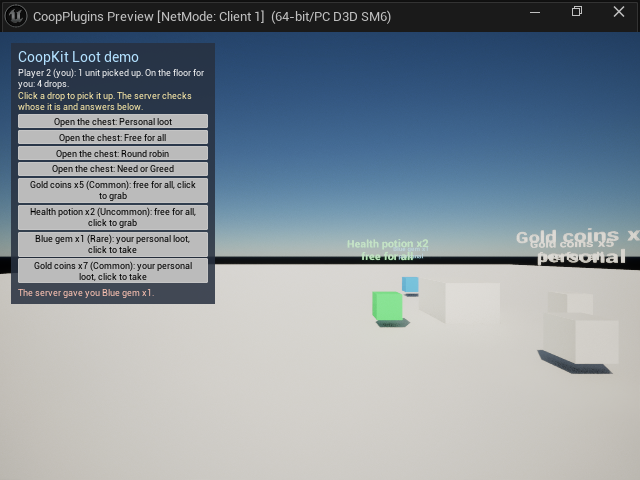 CoopPlugins Preview [NetMode: Client 1]  (64-bit/PC D3D SM6)
CoopKit Loot demo
Player 2 (you): 1 unit picked up. On the floor for
you: 4 drops.
Click a drop to pick it up. The server checks
whose it is and answers below.
Open the chest: Personal loot
Open the chest: Free for all
Open the chest: Round robin
Open the chest: Need or Greed
Gold coins x5 (Common): free for all, click
to grab
Health potion x2 (Uncommon): free for all,
click to grab
Blue gem x1 (Rare): your personal loot,
click to take
Gold coins x7 (Common): your personal
loot, click to take
The server gave you Blue gem x1.
Health potion x2
free for all
Gold coins x
Gold coins x5
personal